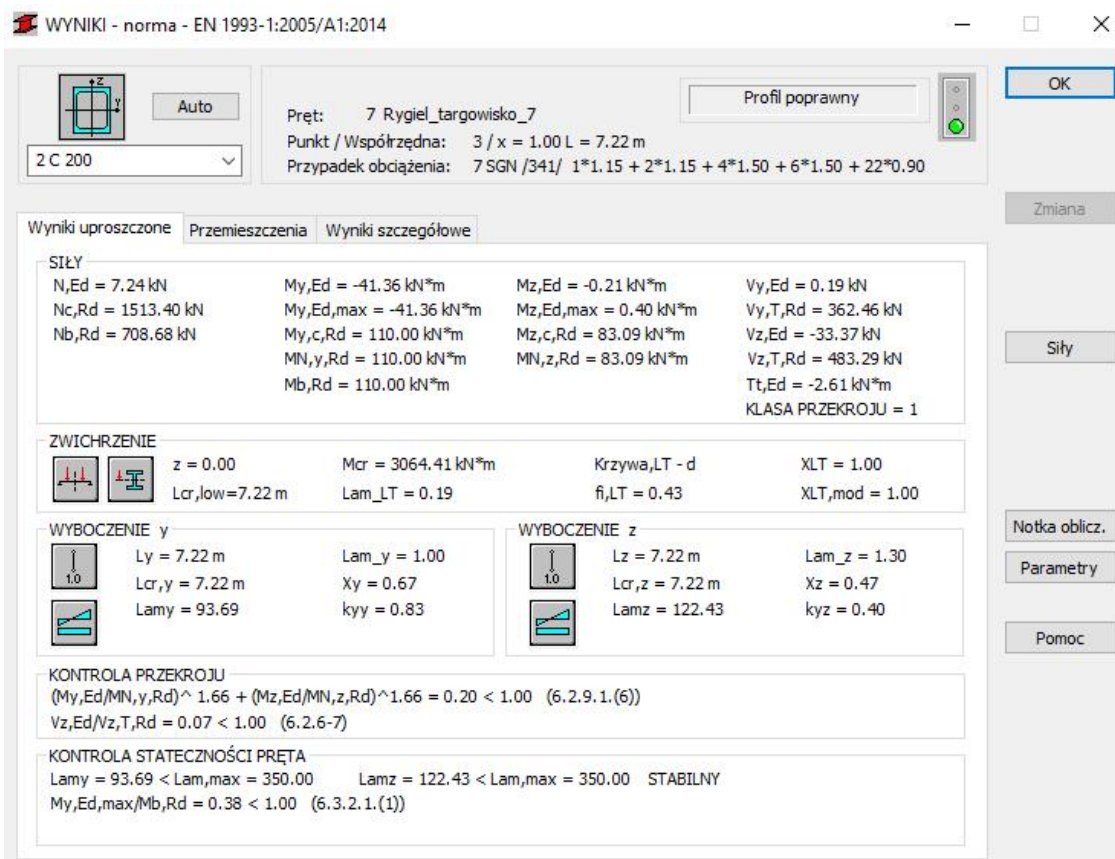 WYNIKI - norma - EN 1993-1:2005/A1:2014
z
y
Auto
2 C 200
Pręt: 7 Rygiel_targowisko_7
Profil poprawny
Punkt / Współrzędna: 3 / x = 1.00 L = 7.22 m
Przypadek obciążenia: 7 SGN /341/ 1*1.15 + 2*1.15 + 4*1.50 + 6*1.50 + 22*0.90
OK
Zmiana
Siły
Notka oblicz.
Parametry
Pomoc
Wyniki uproszczone Przemieszczenia Wyniki szczegółowe
SIŁY
N,Ed = 7.24 kN My,Ed = -41.36 kN*m Mz,Ed = -0.21 kN*m Vy,Ed = 0.19 kN
Nc,Rd = 1513.40 kN My,Ed,max = -41.36 kN*m Mz,Ed,max = 0.40 kN*m Vy,T,Rd = 362.46 kN
Nb,Rd = 708.68 kN My,c,Rd = 110.00 kN*m Mz,c,Rd = 83.09 kN*m Vz,Ed = -33.37 kN
MN,y,Rd = 110.00 kN*m MN,z,Rd = 83.09 kN*m Vz,T,Rd = 483.29 kN
Mb,Rd = 110.00 kN*m Tt,Ed = -2.61 kN*m
KLASA PRZEKROJU = 1
ZWICHRZENIE
z = 0.00 Mcr = 3064.41 kN*m Krzywa,LT - d XLT = 1.00
Lcr,low=7.22 m Lam_LT = 0.19 fi,LT = 0.43 XLT,mod = 1.00
WYBOCZENIE y
1.0
Ly = 7.22 m Lam_y = 1.00
Lcr,y = 7.22 m Xy = 0.67
Lamy = 93.69 kyy = 0.83
WYBOCZENIE z
1.0
Lz = 7.22 m Lam_z = 1.30
Lcr,z = 7.22 m Xz = 0.47
Lamz = 122.43 kyz = 0.40
KONTROLA PRZEKROJU
(My,Ed/MN,y,Rd)^ 1.66 + (Mz,Ed/MN,z,Rd)^1.66 = 0.20 < 1.00 (6.2.9.1.(6))
Vz,Ed/Vz,T,Rd = 0.07 < 1.00 (6.2.6-7)
KONTROLA STATECZNOŚCI PRĘTA
Lamy = 93.69 < Lam,max = 350.00 Lamz = 122.43 < Lam,max = 350.00 STABILNY
My,Ed,max/Mb,Rd = 0.38 < 1.00 (6.3.2.1.(1))